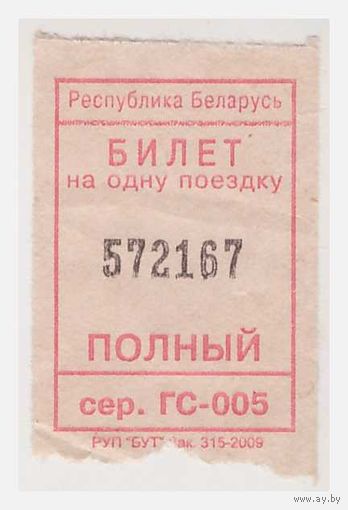 Республика Беларусь
БИЛЕТ
на одну поездку
572167
ПОЛНЫЙ
сер. ГС-005
РУП "БУТ" Зак. 315-2009
www.ay.by